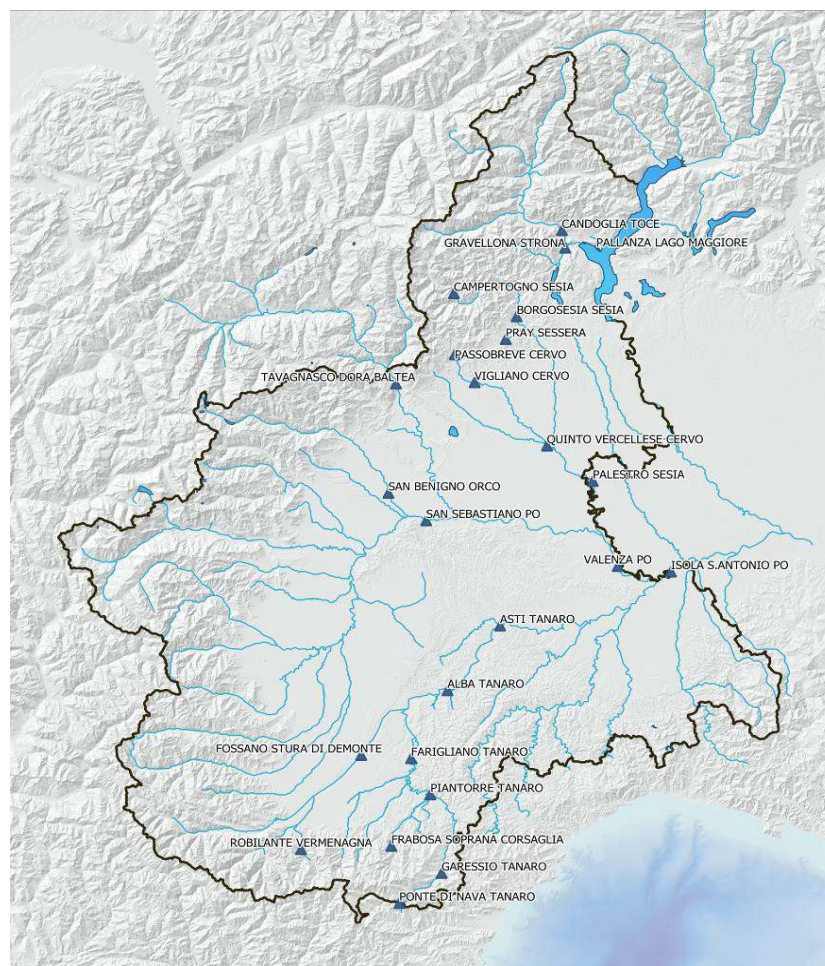 CANDOGLIA TOCE
GRAVELLONA STRONA
PALLANZA LAGO MAGGIORE
CAMPERTOGNO SESIA
BORGOSESIA SESIA
PRAY SESSERA
PASSOBREVE CERVO
TAVAGNASCO DORA BALTEA
VIGLIANO CERVO
QUINTO VERCELLESE CERVO
PALESTRO SESIA
SAN BENIGNO ORCO
SAN SEBASTIANO PO
VALENZA PO
ISOLA S.ANTONIO PO
ASTI TANARO
ALBA TANARO
FOSSANO STURA DI DEMONTE
FARIGLIANO TANARO
PIANTORRE TANARO
ROBILANTE VERMENAGNA
FRABOSA SOPRANA CORSAGLIA
GARESSIO TANARO
PONTE DI NAVA TANARO